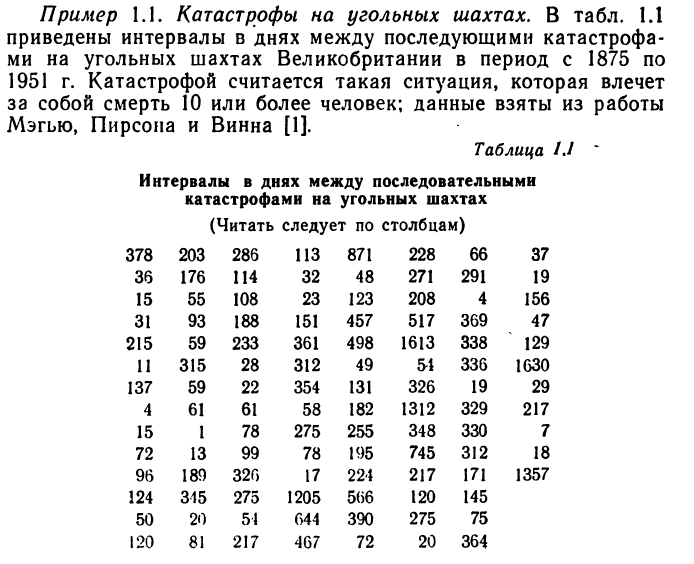 Пример 1.1. Катастрофы на угольных шахтах. В табл. 1.1
приведены интервалы в днях между последующими катастрофа-
ми на угольных шахтах Великобритании в период с 1875 по
1951 г. Катастрофой считается такая ситуация, которая влечет
за собой смерть 10 или более человек; данные взяты из работы
Мэгью, Пирсона и Винна [1].
Таблица 1.1
Интервалы в днях между последовательными
катастрофами на угольных шахтах
(Читать следует по столбцам)
378 203 286 113 871 228 66 37
36 176 114 32 48 271 291 19
15 55 108 23 123 208 4 156
31 93 188 151 457 517 369 47
215 59 233 361 498 1613 338 129
11 315 28 312 49 54 336 1630
137 59 22 354 131 326 19 29
4 61 61 58 182 1312 329 217
15 1 78 275 255 348 330 7
72 13 99 78 195 745 312 18
96 189 326 17 224 217 171 1357
124 345 275 1205 566 120 145
50 20 54 644 390 275 75
120 81 217 467 72 20 364